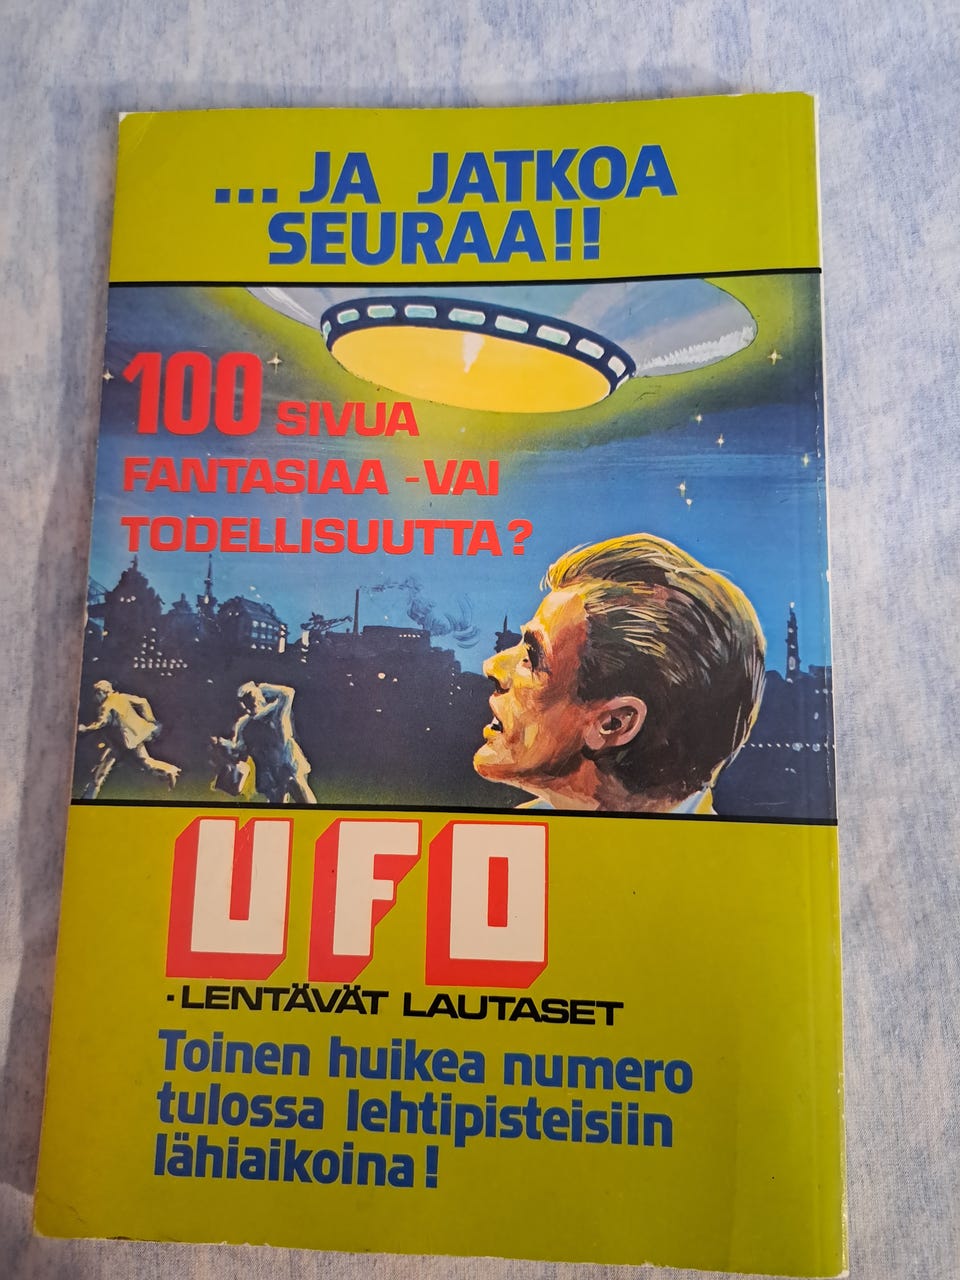 ...JA JATKOA
SEURAA!!
100 SIVUA
FANTASIAA -VAI
TODELLISUUTTA?
UFO
-LENTÄVÄT LAUTASET
Toinen huikea numero
tulossa lehtipisteisiin
lähiaikoina!